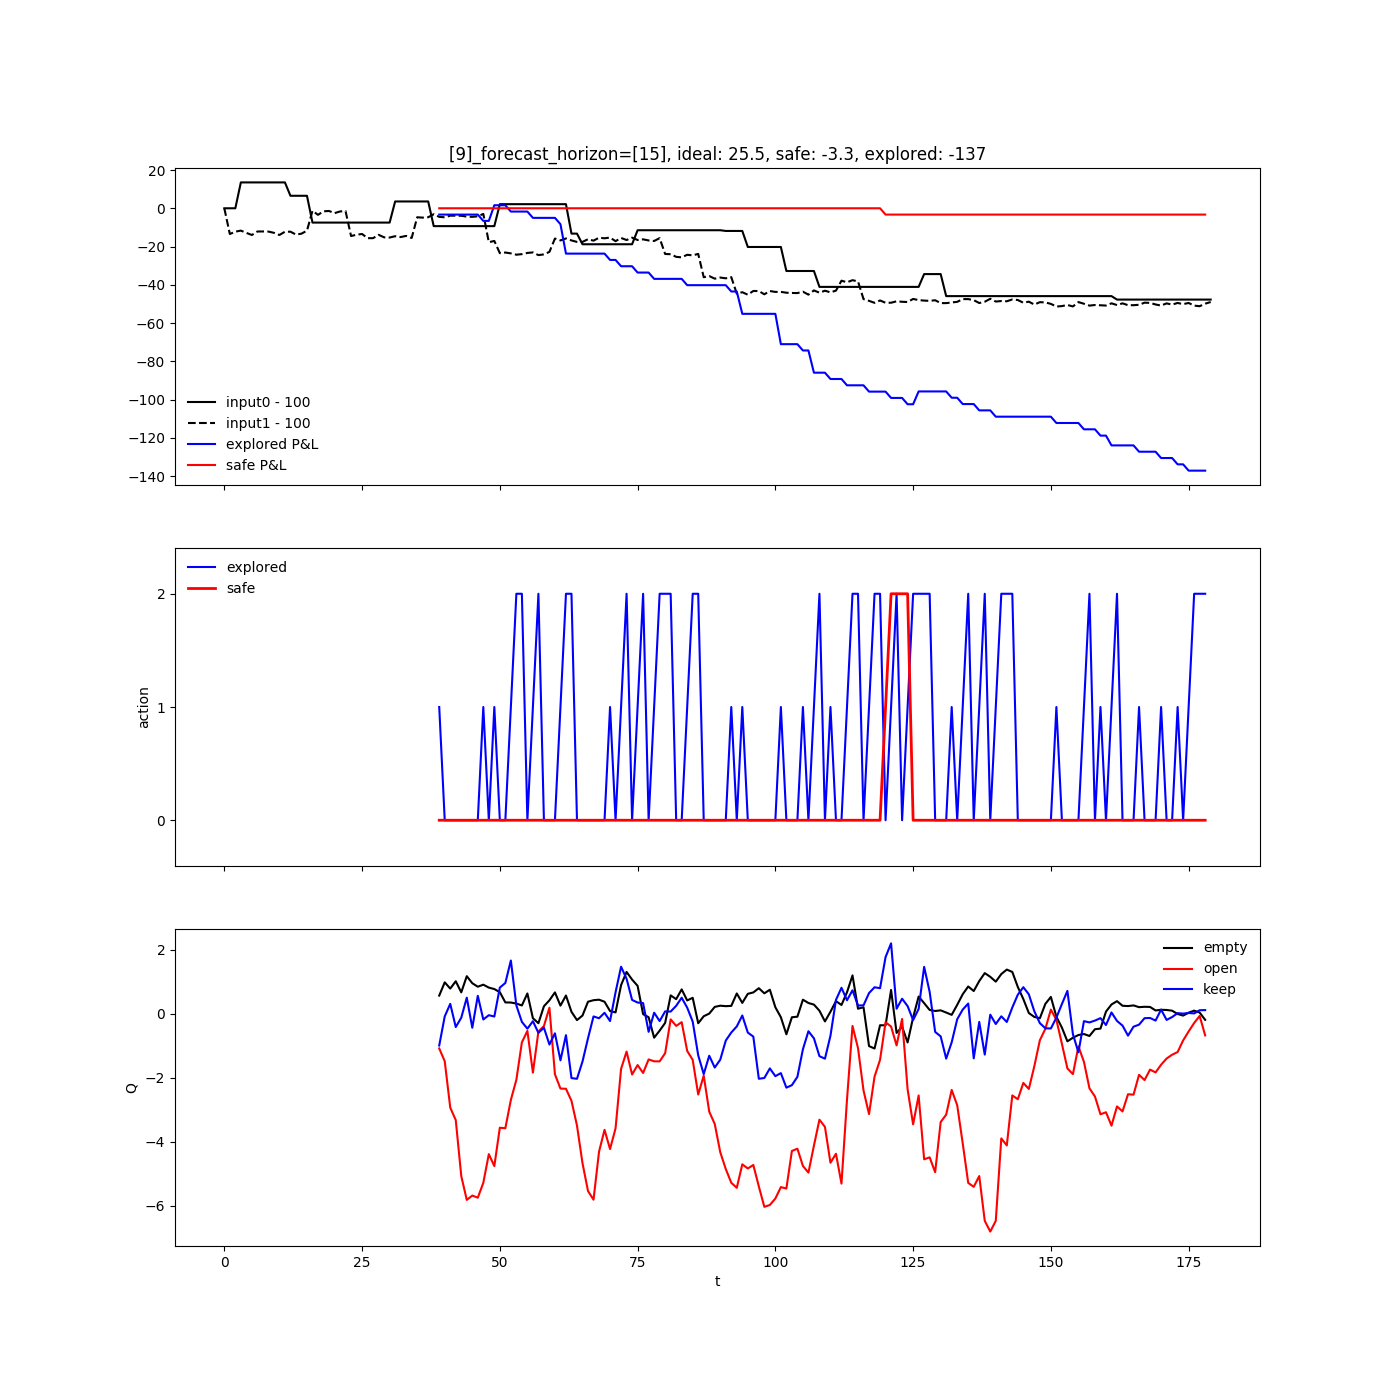 [9]_forecast_horizon=[15], ideal: 25.5, safe: -3.3, explored: -137
20
0
−20
−40
−60
−80
−100
−120
−140
input0 - 100
input1 - 100
explored P&L
safe P&L
explored
safe
2
1
0
action
empty
open
keep
2
0
−2
−4
−6
Q
0
25
50
75
100
125
150
175
t